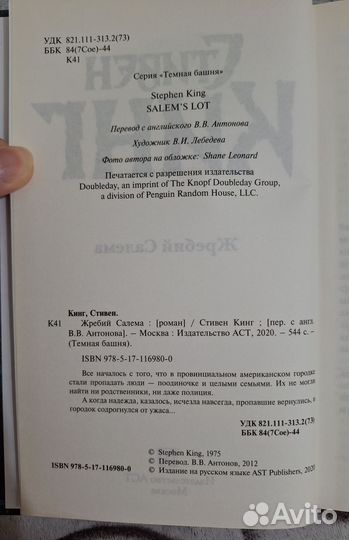 УДК 821.111-313.2(73)
ББК 84(7Сое)-44
К41
Серия «Темная башня»
Stephen King
SALEM'S LOT
Перевод с английского В.В. Антонова
Художник В.И. Лебедева
Фото автора на обложке: Shane Leonard
Печатается с разрешения издательства
Doubleday, an imprint of The Knopf Doubleday Group,
a division of Penguin Random House, LLC.
Кинг, Стивен.
К41 Жребий Салема : [роман] / Стивен Кинг ; [пер. с англ.
В.В. Антонова]. – Москва : Издательство АСТ, 2020. – 544 с. –
(Темная башня).
ISBN 978-5-17-116980-0
Все началось с того, что в провинциальном американском городке
стали пропадать люди — поодиночке и целыми семьями. Их не могли
найти ни родственники, ни даже полиция.
А когда надежда, казалось, исчезла навсегда, пропавшие вернулись, и
городок содрогнулся от ужаса...
УДК 821.111-313.2(73)
ББК 84(7Сое)-44
© Stephen King, 1975
© Перевод. В.В. Антонов, 2012
ISBN 978-5-17-116980-0 © Издание на русском языке AST Publishers, 2020
Avito